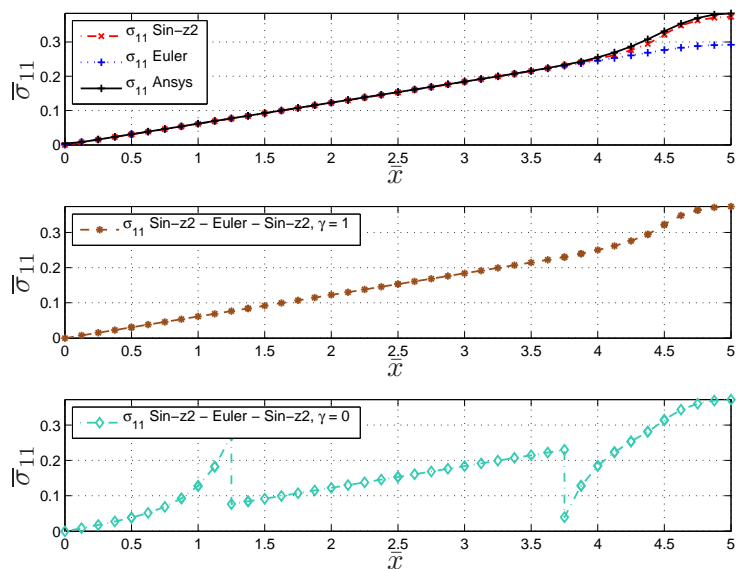 σ11 Sin−z2
σ11 Euler
σ11 Ansys
0.3
0.2
0.1
0
σ11
0 0.5 1 1.5 2 2.5 3 3.5 4 4.5 5
x̄
σ11 Sin−z2 − Euler − Sin−z2, γ = 1
0.3
0.2
0.1
0
σ11
0 0.5 1 1.5 2 2.5 3 3.5 4 4.5 5
x̄
σ11 Sin−z2 − Euler − Sin−z2, γ = 0
0.3
0.2
0.1
0
σ11
0 0.5 1 1.5 2 2.5 3 3.5 4 4.5 5
x̄